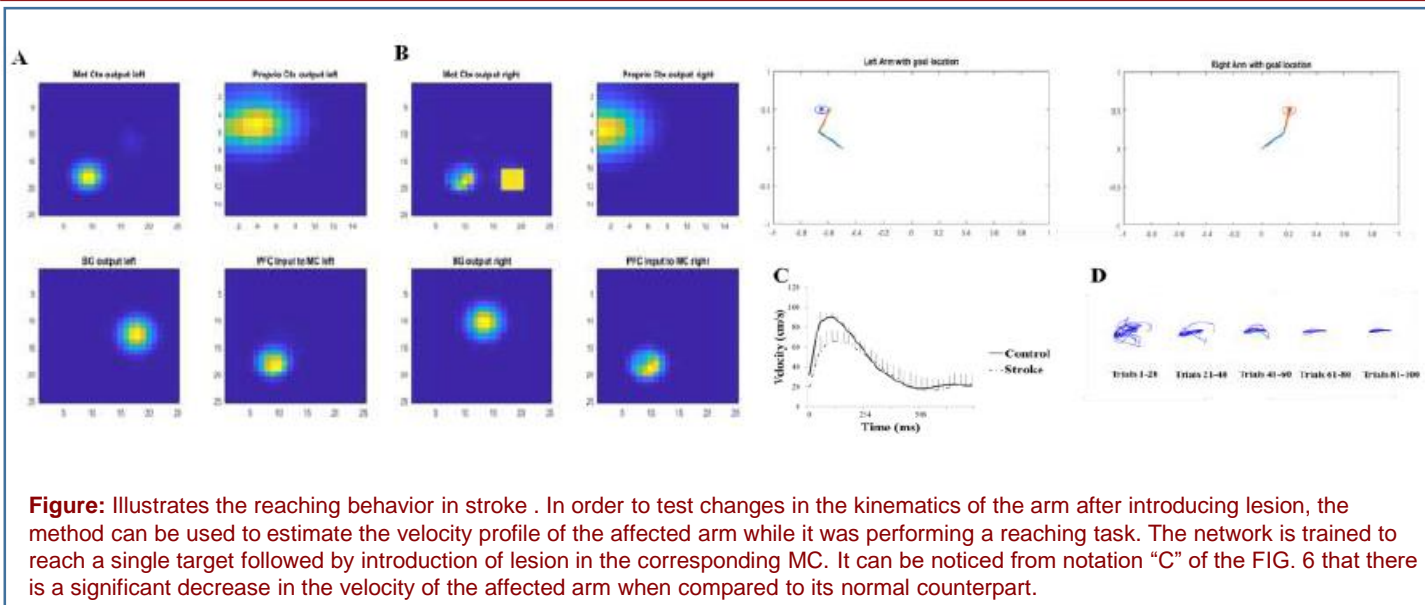 A
B
Mot Ctx output left
Proprio Ctx output left
Mot Ctx output right
Proprio Ctx output right
Left Arm with goal location
Right Arm with goal location
BG output left
PFC Input to MC left
BG output right
PFC Input to MC right
C
D
Velocity (cm/s)
Control
Stroke
Time (ms)
Trials 1-20
Trials 21-40
Trials 41-60
Trials 61-80
Trials 81-100
Figure: Illustrates the reaching behavior in stroke . In order to test changes in the kinematics of the arm after introducing lesion, the
method can be used to estimate the velocity profile of the affected arm while it was performing a reaching task. The network is trained to
reach a single target followed by introduction of lesion in the corresponding MC. It can be noticed from notation “C” of the FIG. 6 that there
is a significant decrease in the velocity of the affected arm when compared to its normal counterpart.